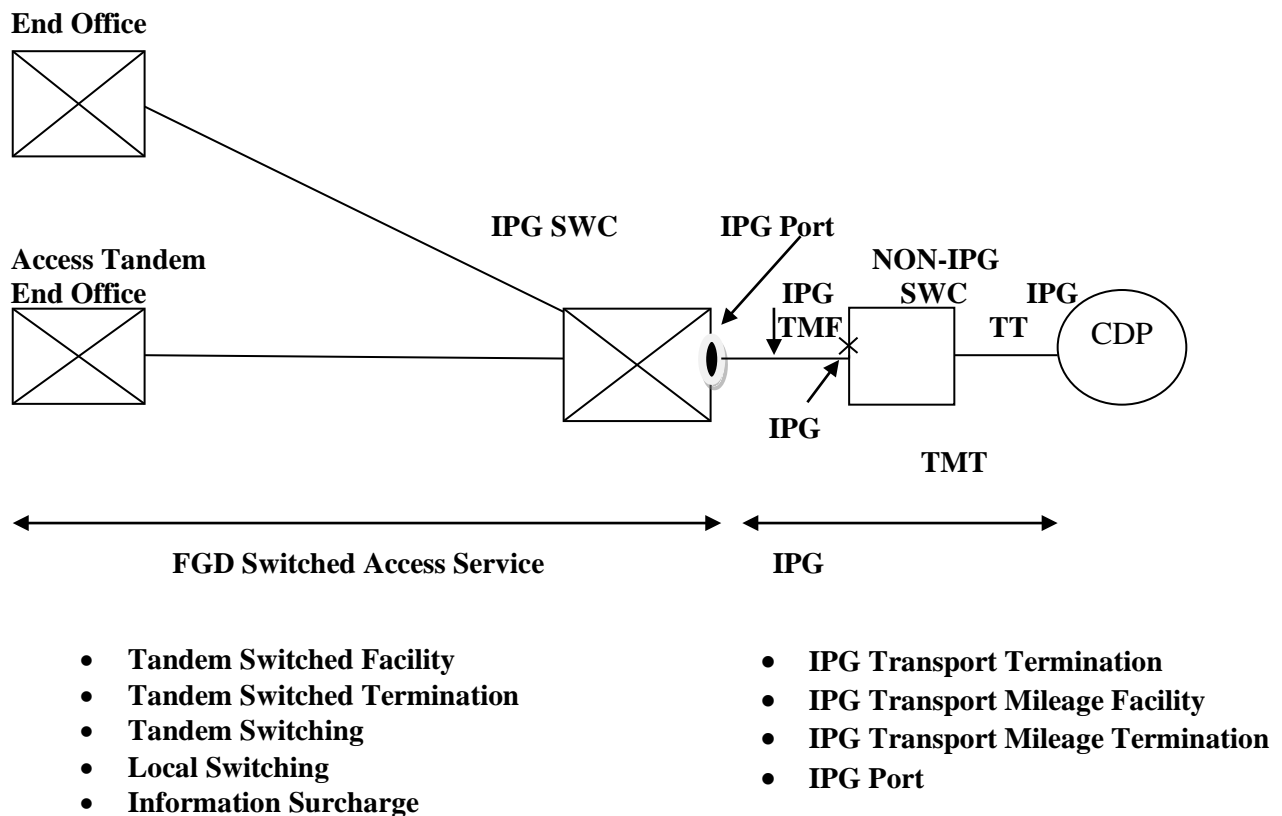 End Office
IPG SWC
IPG Port
Access Tandem
End Office
NON-IPG
SWC
IPG
TMF
IPG
TT
CDP
IPG
TMT
FGD Switched Access Service
IPG
• Tandem Switched Facility
• Tandem Switched Termination
• Tandem Switching
• Local Switching
• Information Surcharge
• IPG Transport Termination
• IPG Transport Mileage Facility
• IPG Transport Mileage Termination
• IPG Port